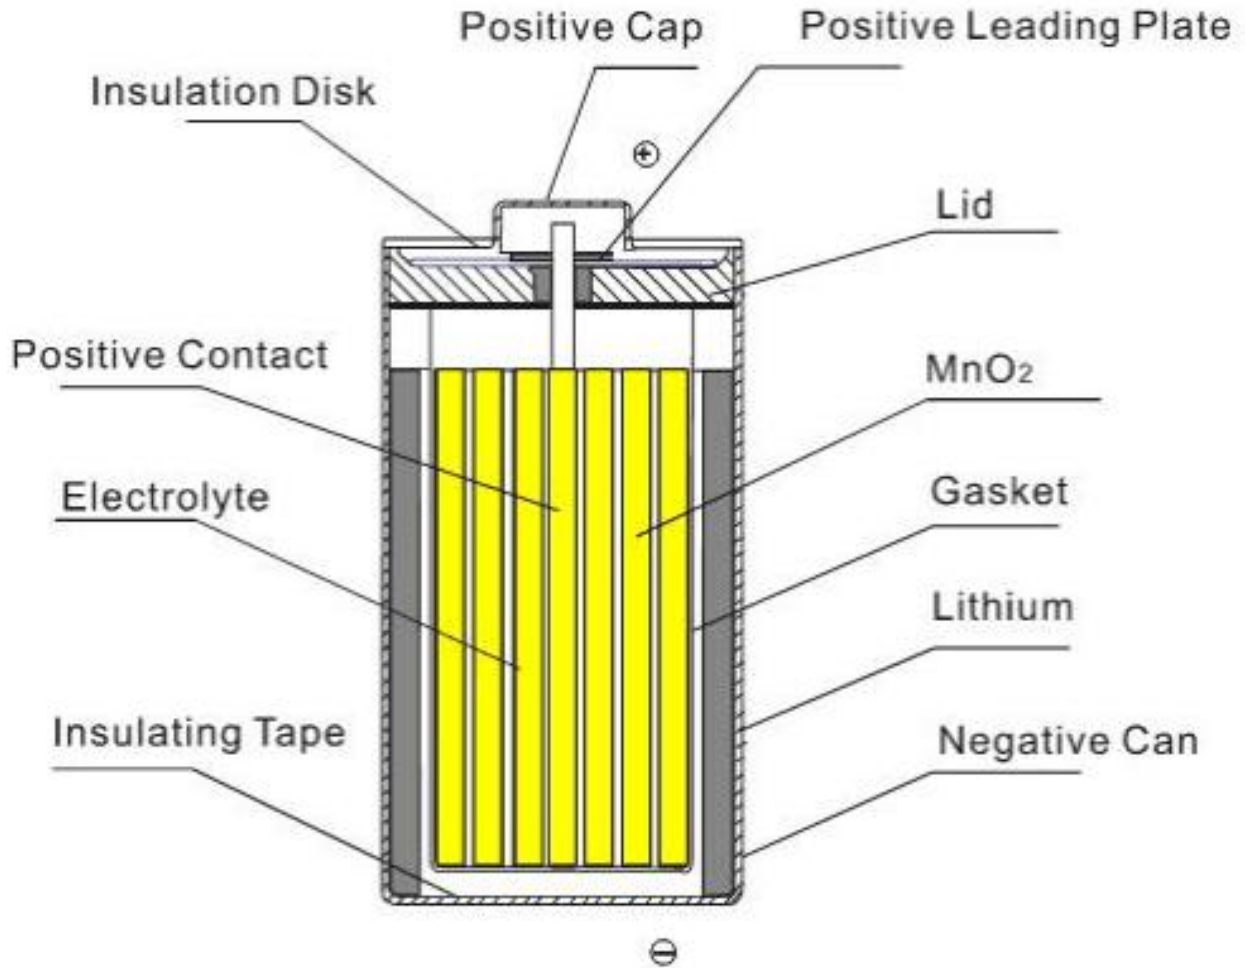 Positive Cap
Positive Leading Plate
Insulation Disk
+
Lid
Positive Contact
MnO₂
Electrolyte
Gasket
Lithium
Insulating Tape
Negative Can
−